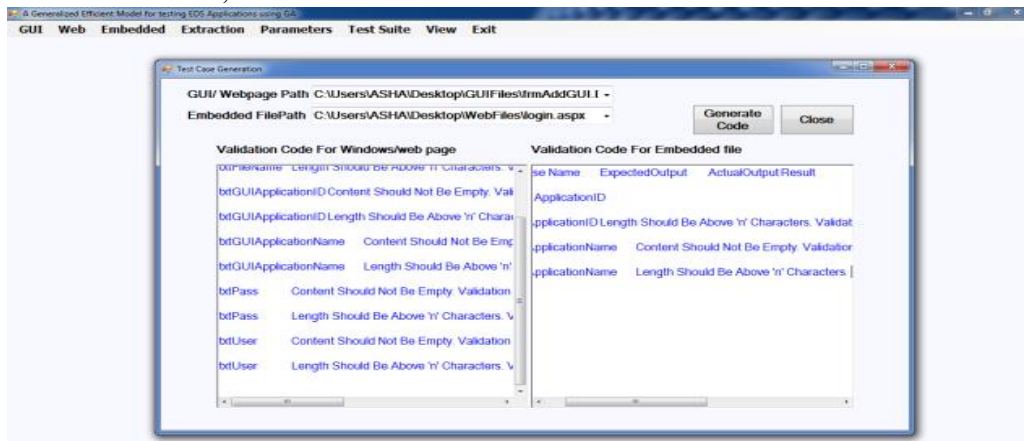 A Generalized Efficient Model for testing EDS Applications using GA
GUI Web Embedded Extraction Parameters Test Suite View Exit
Test Case Generation
GUI/ Webpage Path C:\Users\ASHA\Desktop\GUIFiles\frmAddGUI.[
Embedded FilePath C:\Users\ASHA\Desktop\WebFiles\login.aspx
Generate Code Close
Validation Code For Windows/web page
txtFileName Length Should Be Above 'n' Characters. V
txtGUIApplicationID Content Should Not Be Empty. Vali
txtGUIApplicationID Length Should Be Above 'n' Chara
txtGUIApplicationName Content Should Not Be Emp
txtGUIApplicationName Length Should Be Above 'n'
txtPass Content Should Not Be Empty. Validation
txtPass Length Should Be Above 'n' Characters. V
txtUser Content Should Not Be Empty. Validation
txtUser Length Should Be Above 'n' Characters. V
Validation Code For Embedded file
se Name ExpectedOutput ActualOutput Result
ApplicationID
ApplicationID Length Should Be Above 'n' Characters. Validat
ApplicationName Content Should Not Be Empty. Validation
ApplicationName Length Should Be Above 'n' Characters.